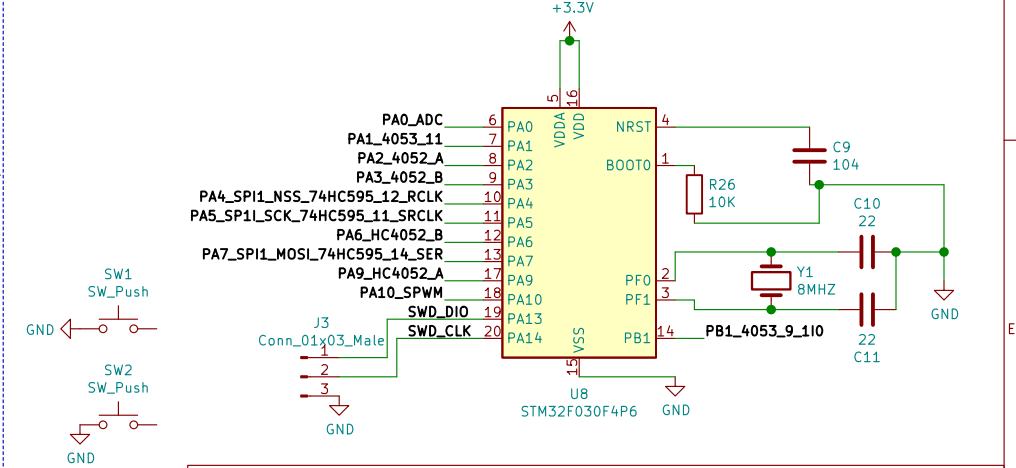 +3.3V
5
16
VDDA
VDD
PA0_ADC 6 PA0
PA1_4053_11 7 PA1
PA2_4052_A 8 PA2
PA3_4052_B 9 PA3
PA4_SPI1_NSS_74HC595_12_RCLK 10 PA4
PA5_SP1I_SCK_74HC595_11_SRCLK 11 PA5
PA6_HC4052_B 12 PA6
PA7_SPI1_MOSI_74HC595_14_SER 13 PA7
PA9_HC4052_A 17 PA9
PA10_SPWM 18 PA10
SWD_DIO 19 PA13
SWD_CLK 20 PA14
NRST 4
BOOT0 1
PF0 2
PF1 3
PB1 14 PB1_4053_9_1IO
VSS
15
U8
STM32F030F4P6
GND
C9
104
R26
10K
C10
22
Y1
8MHZ
22
C11
GND
E
SW1
SW_Push
GND
SW2
SW_Push
GND
J3
Conn_01x03_Male
1
2
3
GND